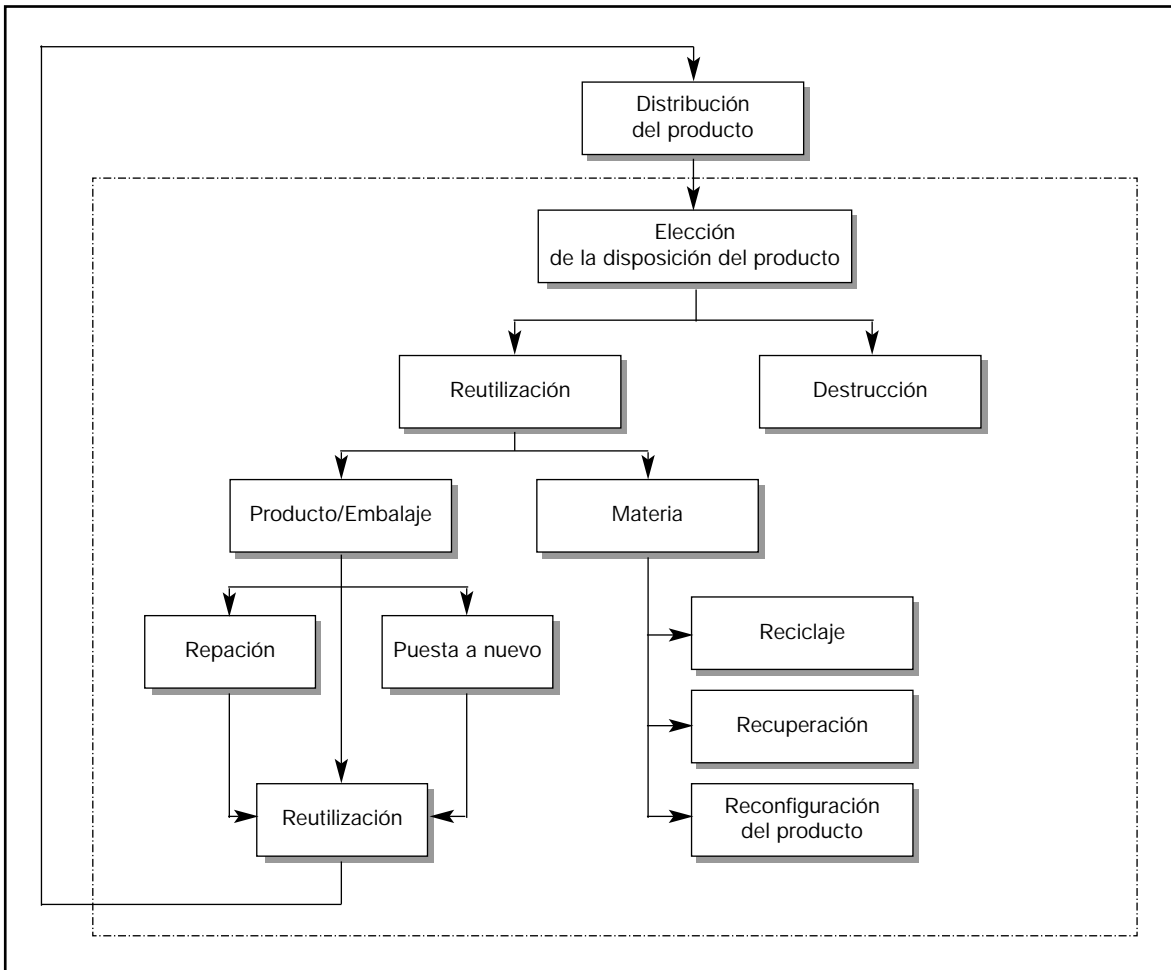 Distribución
del producto
Elección
de la disposición del producto
Reutilización
Destrucción
Producto/Embalaje
Materia
Repación
Puesta a nuevo
Reciclaje
Recuperación
Reutilización
Reconfiguración
del producto